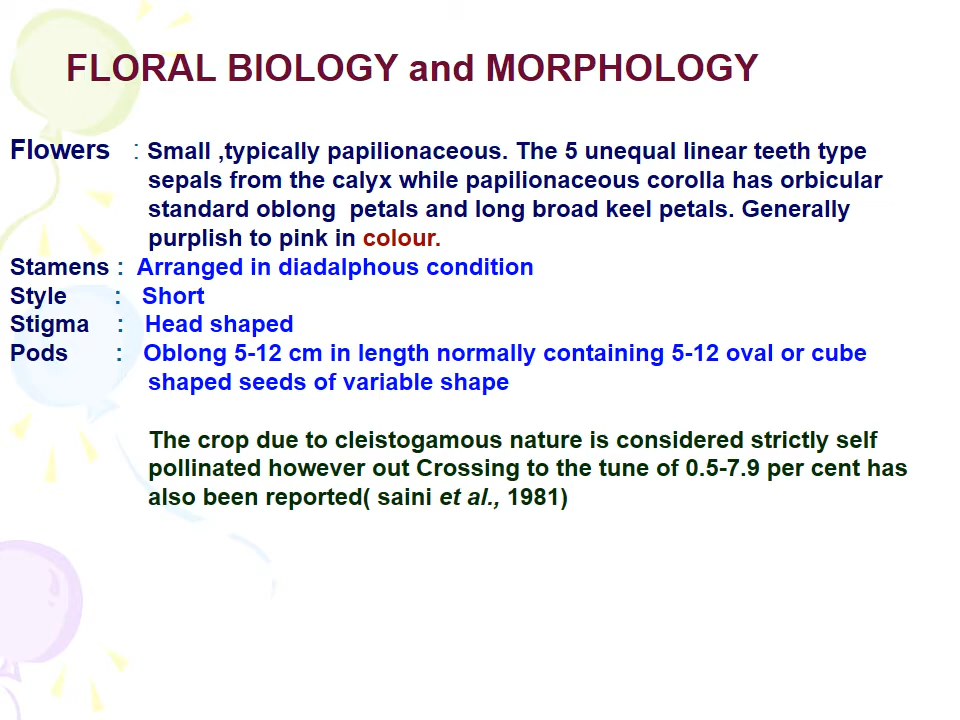 FLORAL BIOLOGY and MORPHOLOGY
Flowers : Small ,typically papilionaceous. The 5 unequal linear teeth type
sepals from the calyx while papilionaceous corolla has orbicular
standard oblong petals and long broad keel petals. Generally
purplish to pink in colour.
Stamens : Arranged in diadalphous condition
Style : Short
Stigma : Head shaped
Pods : Oblong 5-12 cm in length normally containing 5-12 oval or cube
shaped seeds of variable shape
The crop due to cleistogamous nature is considered strictly self
pollinated however out Crossing to the tune of 0.5-7.9 per cent has
also been reported( saini et al., 1981)